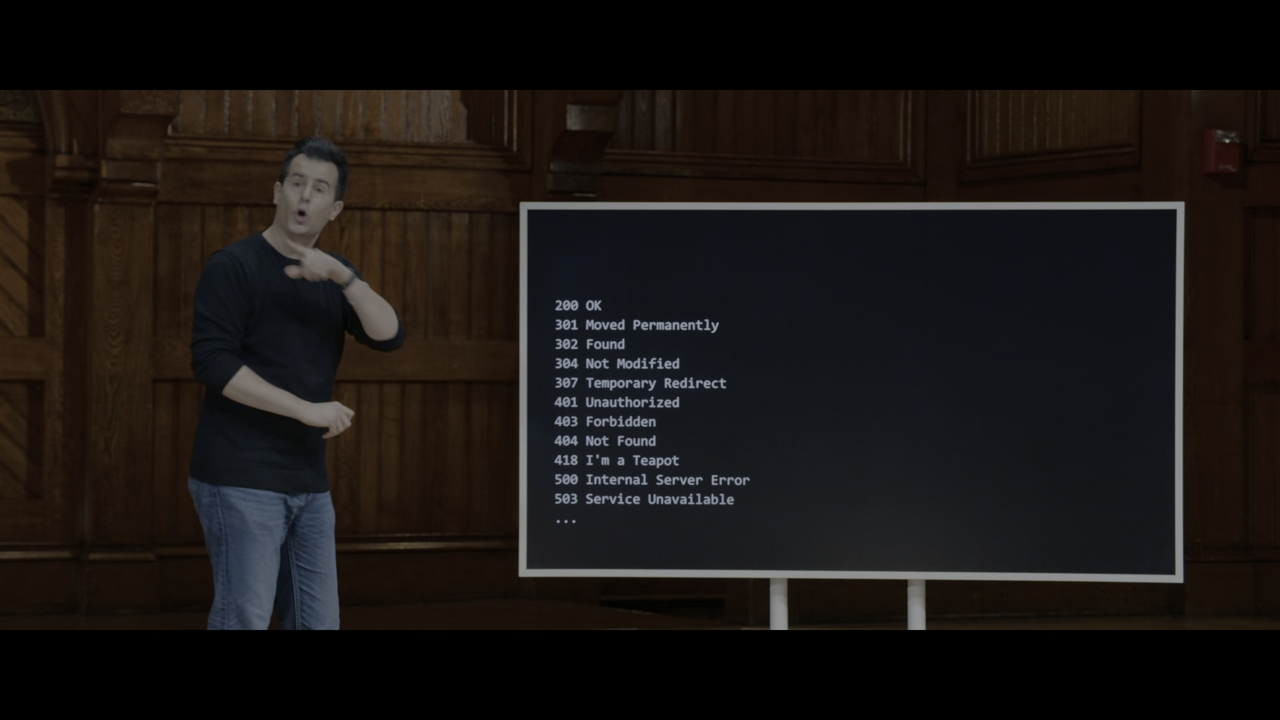 200 OK
301 Moved Permanently
302 Found
304 Not Modified
307 Temporary Redirect
401 Unauthorized
403 Forbidden
404 Not Found
418 I'm a Teapot
500 Internal Server Error
503 Service Unavailable
...